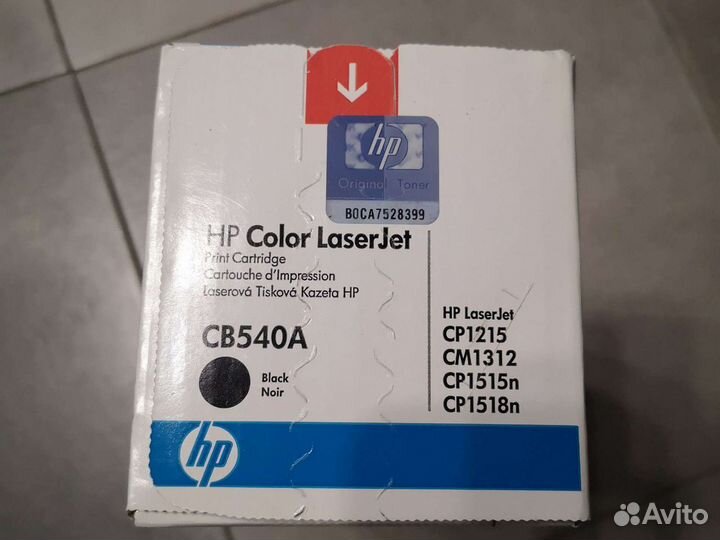 hp
Original Toner
B0CA7528399
HP Color LaserJet
Print Cartridge
Cartouche d'Impression
Laserová Tisková Kazeta HP
CB540A
Black
Noir
HP LaserJet
CP1215
CM1312
CP1515n
CP1518n
hp
Avito